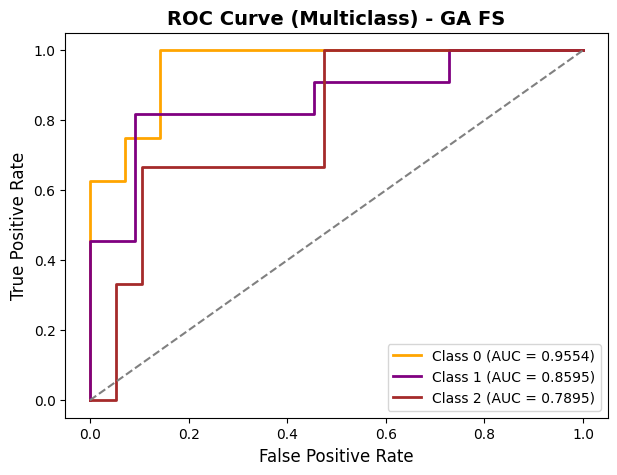 ROC Curve (Multiclass) - GA FS
True Positive Rate
1.0
0.8
0.6
0.4
0.2
0.0
0.0 0.2 0.4 0.6 0.8 1.0
False Positive Rate
Class 0 (AUC = 0.9554)
Class 1 (AUC = 0.8595)
Class 2 (AUC = 0.7895)